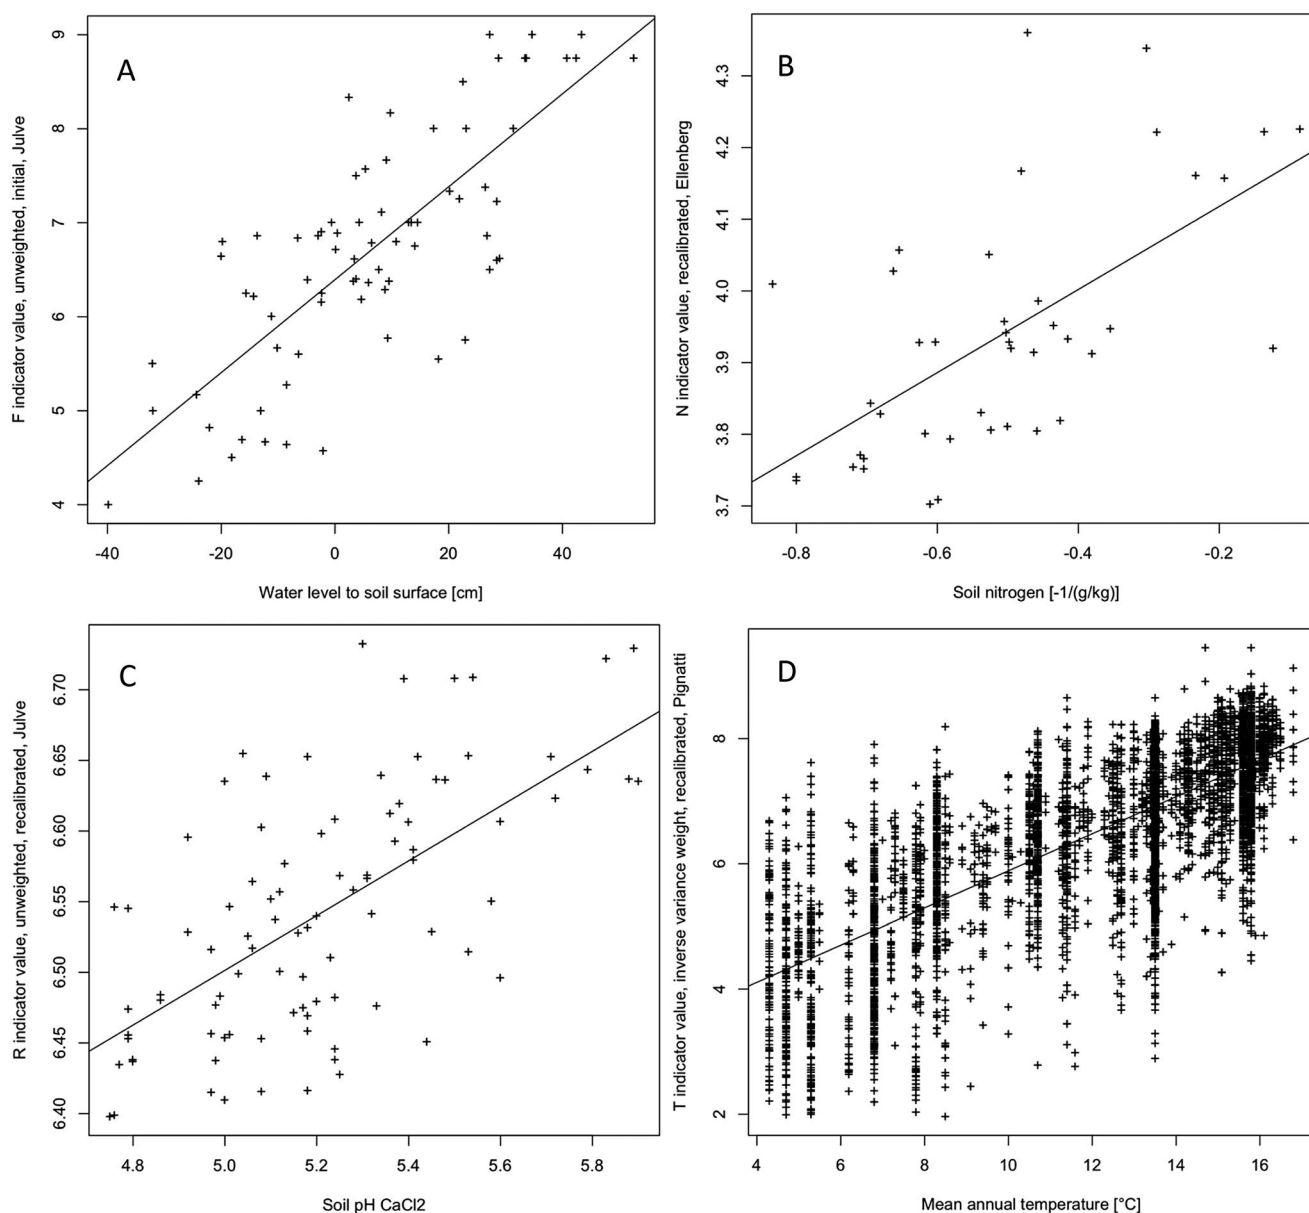 A
F indicator value, unweighted, initial, Julve
9
8
7
6
5
4
-40 -20 0 20 40
Water level to soil surface [cm]
B
N indicator value, recalibrated, Ellenberg
4.3
4.2
4.1
4.0
3.9
3.8
3.7
-0.8 -0.6 -0.4 -0.2
Soil nitrogen [-1/(g/kg)]
C
R indicator value, unweighted, recalibrated, Julve
6.70
6.65
6.60
6.55
6.50
6.45
6.40
4.8 5.0 5.2 5.4 5.6 5.8
Soil pH CaCl2
D
T indicator value, inverse variance weight, recalibrated, Pignatti
8
6
4
2
4 6 8 10 12 14 16
Mean annual temperature [°C]